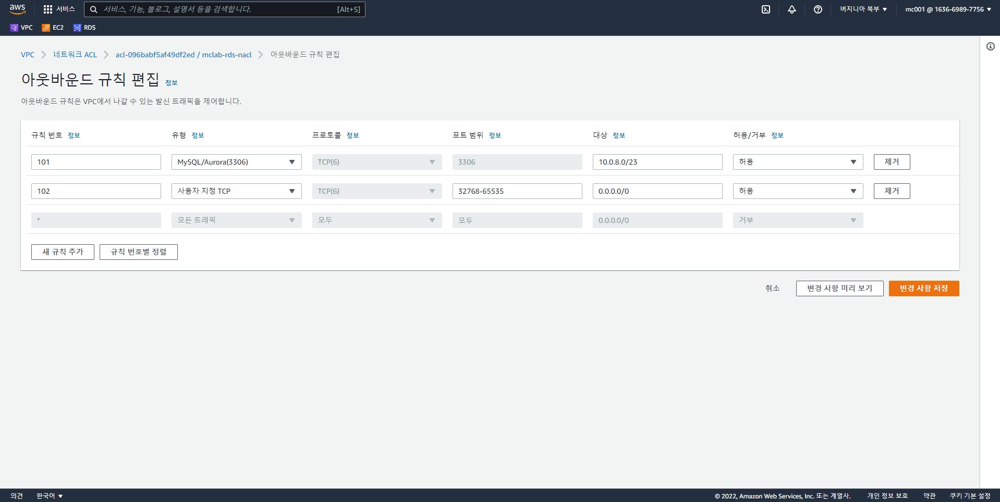 aws 서비스 서비스, 기능, 블로그, 설명서 등을 검색합니다. [Alt+S] 버지니아 북부 ▼ mc001 @ 1636-6989-7756 ▼
VPC EC2 RDS
VPC > 네트워크 ACL > acl-096babf5af49df2ed / mclab-rds-nacl > 아웃바운드 규칙 편집
아웃바운드 규칙 편집 정보
아웃바운드 규칙은 VPC에서 나갈 수 있는 발신 트래픽을 제어합니다.
규칙 번호 정보 유형 정보 프로토콜 정보 포트 범위 정보 대상 정보 허용/거부 정보
101 MySQL/Aurora(3306) TCP(6) 3306 10.0.8.0/23 허용 제거
102 사용자 지정 TCP TCP(6) 32768-65535 0.0.0.0/0 허용 제거
* 모든 트래픽 모두 모두 0.0.0.0/0 거부
새 규칙 추가 규칙 번호별 정렬
취소 변경 사항 미리 보기 변경 사항 저장
의견 한국어 ▼ © 2022, Amazon Web Services, Inc. 또는 계열사. 개인 정보 보호 약관 쿠키 기본 설정